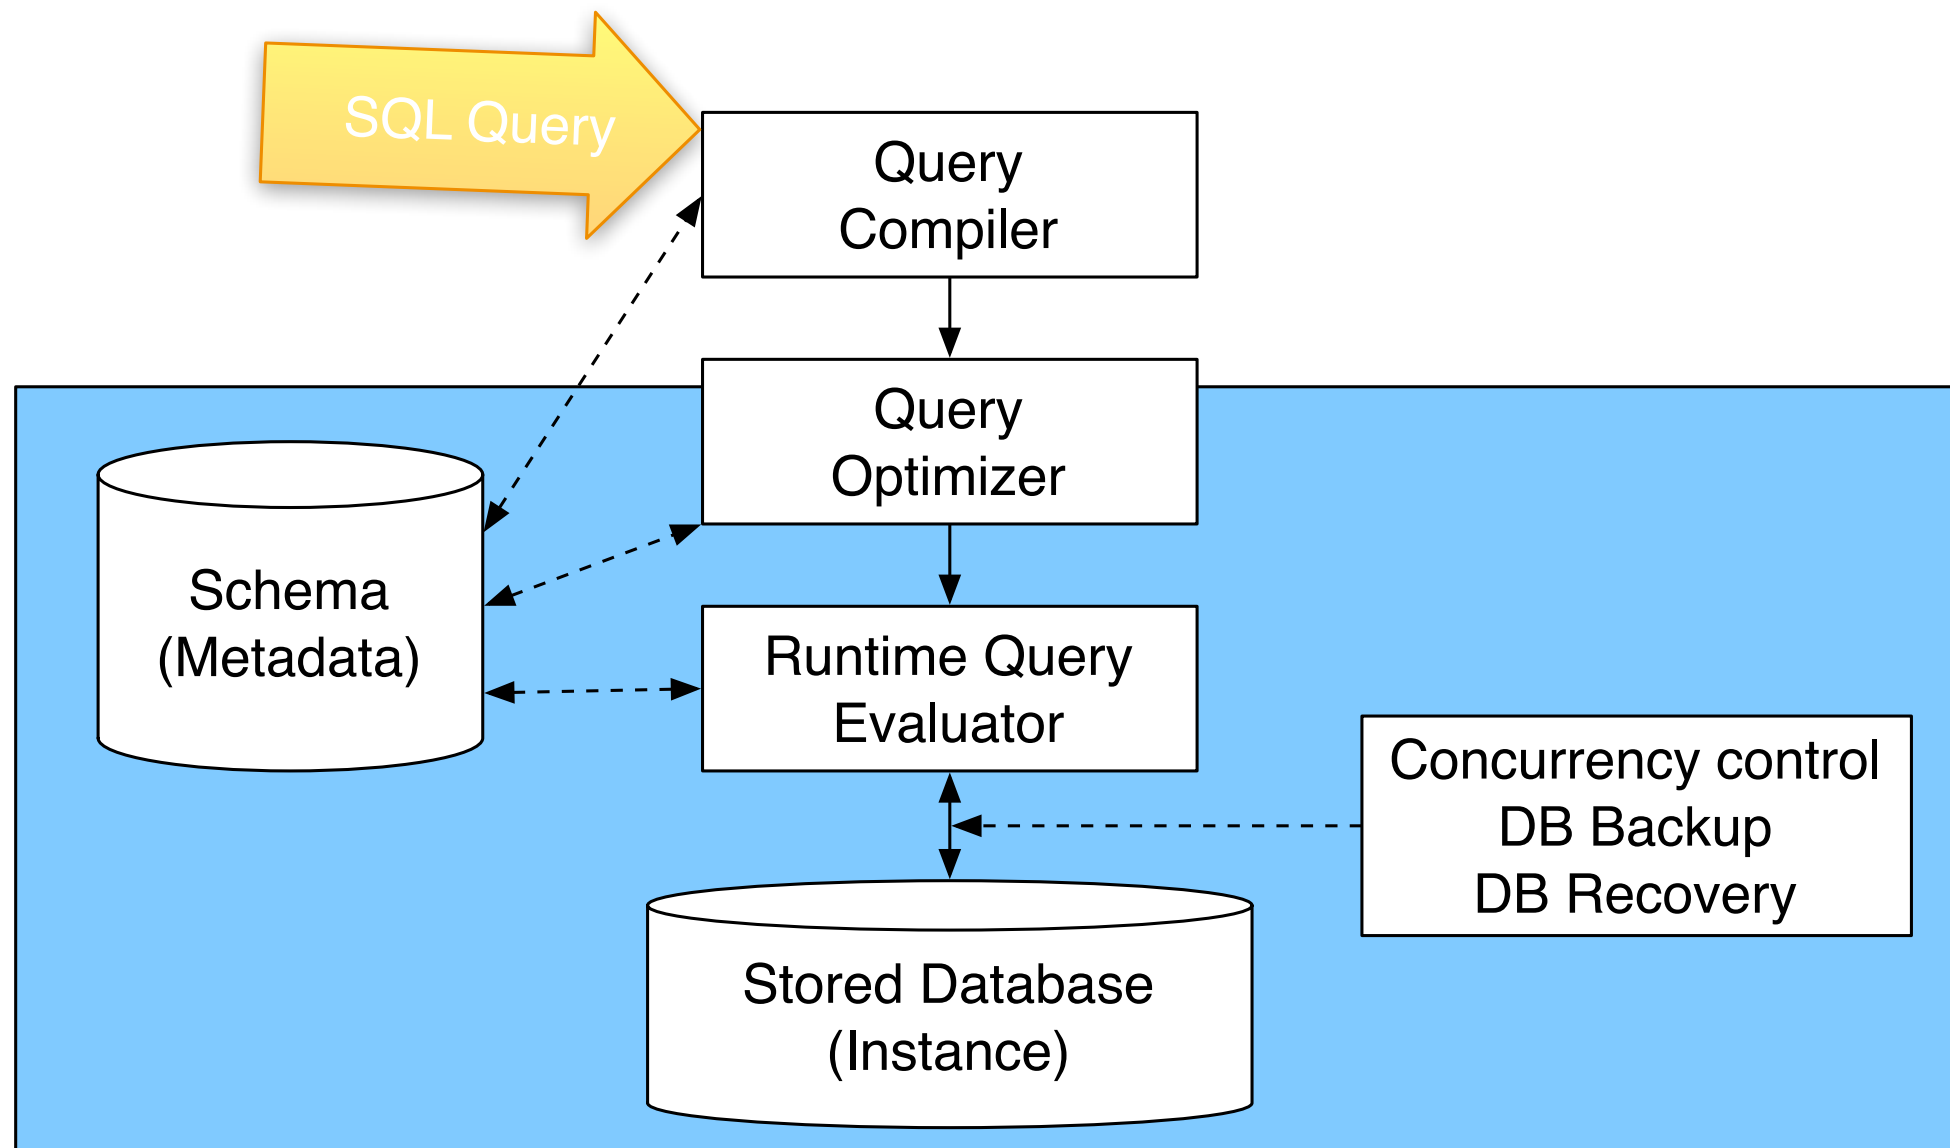 SQL Query
Query
Compiler
Query
Optimizer
Schema
(Metadata)
Runtime Query
Evaluator
Concurrency control
DB Backup
DB Recovery
Stored Database
(Instance)